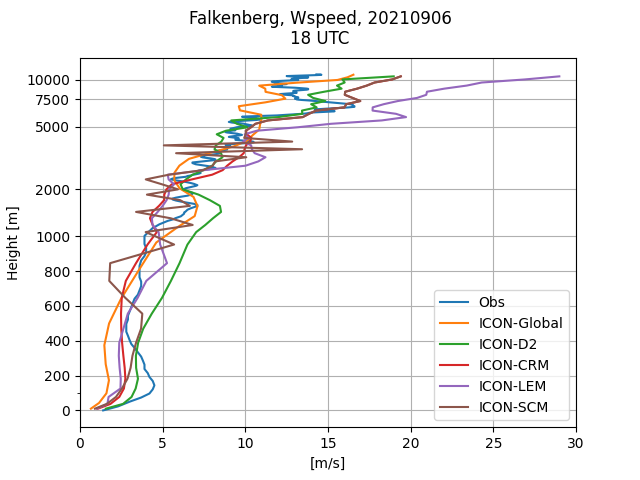 Falkenberg, Wspeed, 20210906
18 UTC
Height [m]
10000
7500
5000
2000
1000
800
600
400
200
0
0 5 10 15 20 25 30
[m/s]
Obs
ICON-Global
ICON-D2
ICON-CRM
ICON-LEM
ICON-SCM